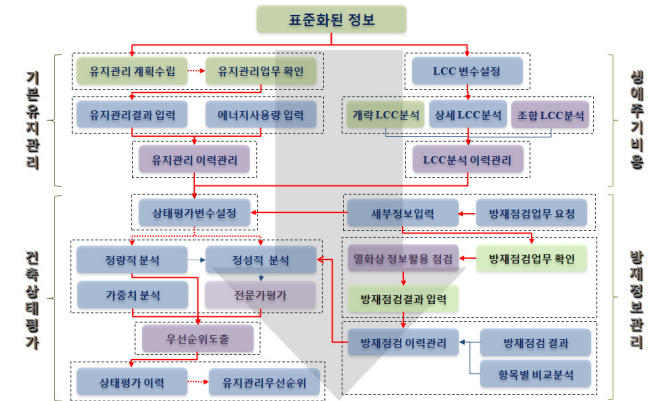 표준화된 정보
기본유지관리
유지관리 계획수립
유지관리업무 확인
유지관리결과 입력
에너지사용량 입력
유지관리 이력관리
LCC 변수설정
개략 LCC분석
상세 LCC분석
조합 LCC분석
LCC분석 이력관리
생애주기비용
건축상태평가
상태평가변수설정
정량적 분석
정성적 분석
가중치 분석
전문가평가
우선순위도출
상태평가 이력
유지관리우선순위
세부정보입력
방재점검업무 요청
열화상 정보활용 점검
방재점검업무 확인
방재점검결과 입력
방재점검 이력관리
방재점검 결과
항목별 비교분석
방재정보관리